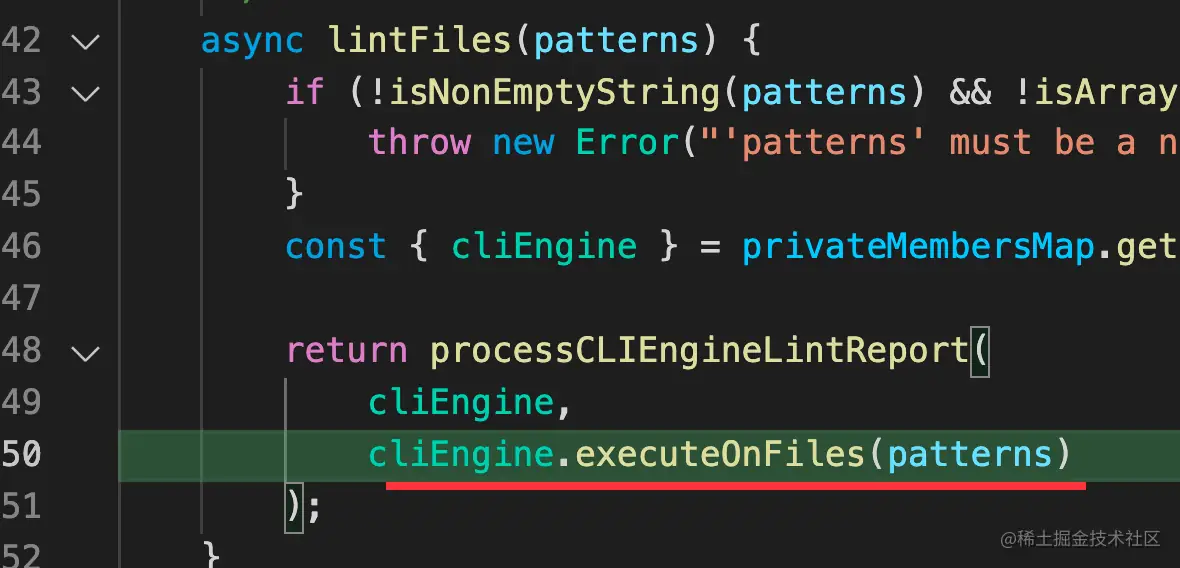 42 async lintFiles(patterns) {
43 if (!isNonEmptyString(patterns) && !isArray
44 throw new Error("'patterns' must be a n
45 }
46 const { cliEngine } = privateMembersMap.get
47
48 return processCLIEngineLintReport(
49 cliEngine,
50 cliEngine.executeOnFiles(patterns)
51 );
52 }
@稀土掘金技术社区